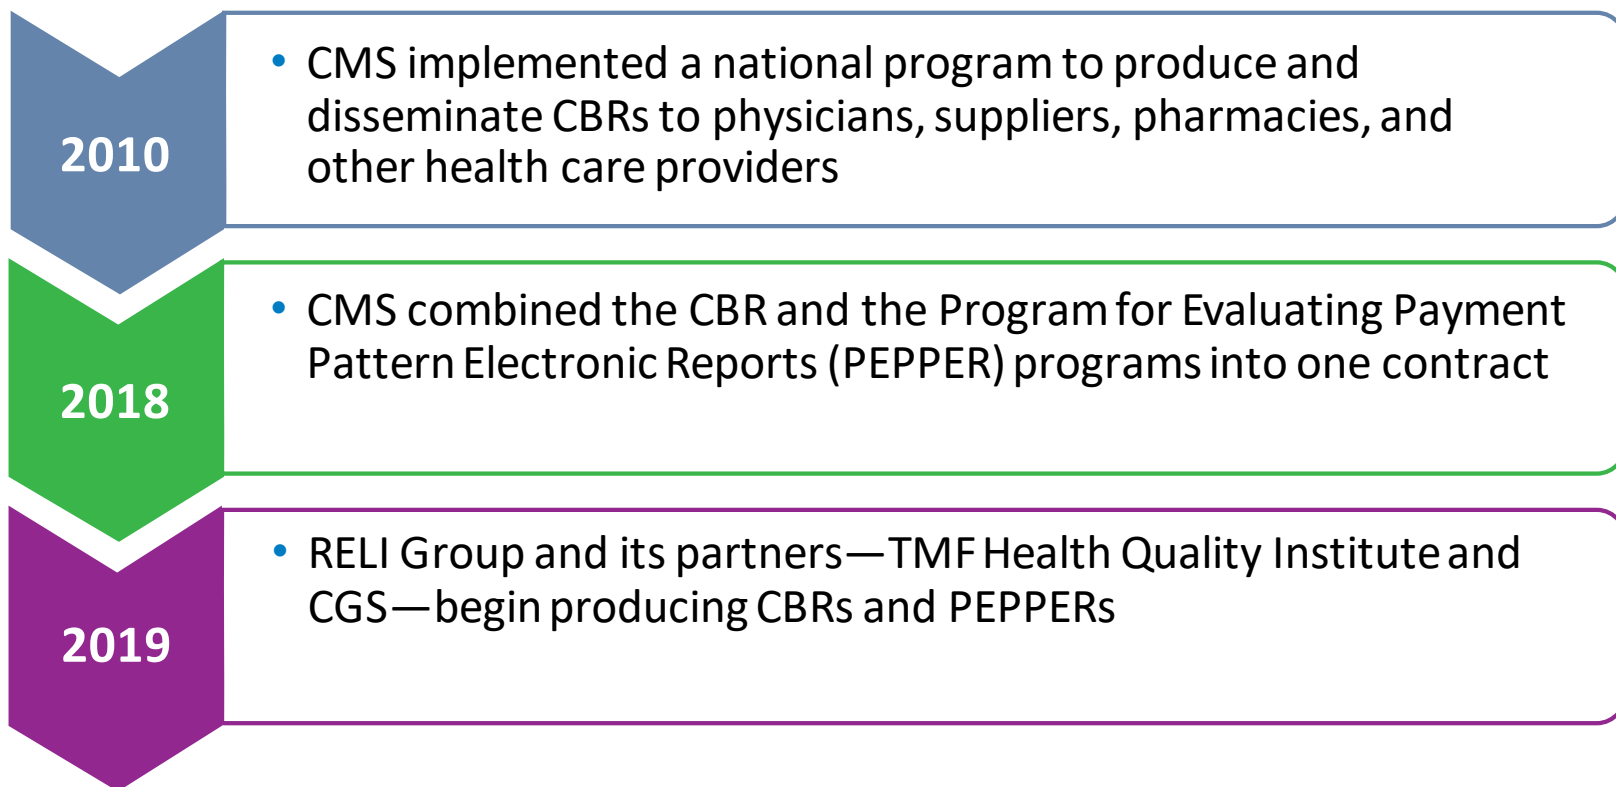 2010
• CMS implemented a national program to produce and
disseminate CBRs to physicians, suppliers, pharmacies, and
other health care providers
2018
• CMS combined the CBR and the Program for Evaluating Payment
Pattern Electronic Reports (PEPPER) programs into one contract
2019
• RELI Group and its partners—TMF Health Quality Institute and
CGS—begin producing CBRs and PEPPERs